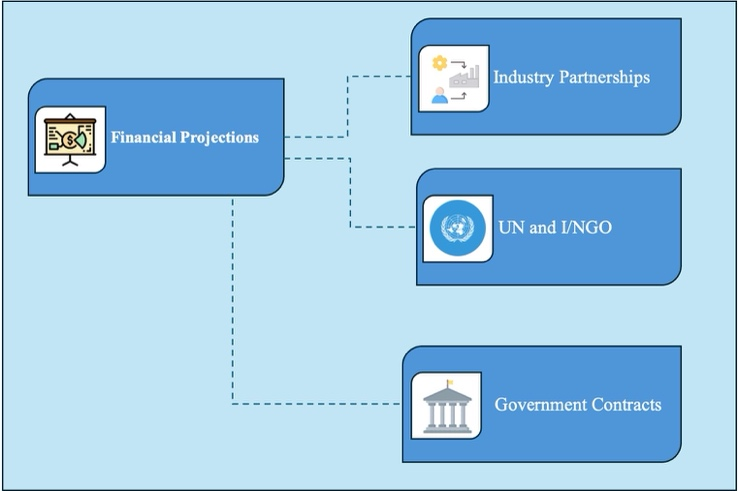 Financial Projections
Industry Partnerships
UN and I/NGO
Government Contracts